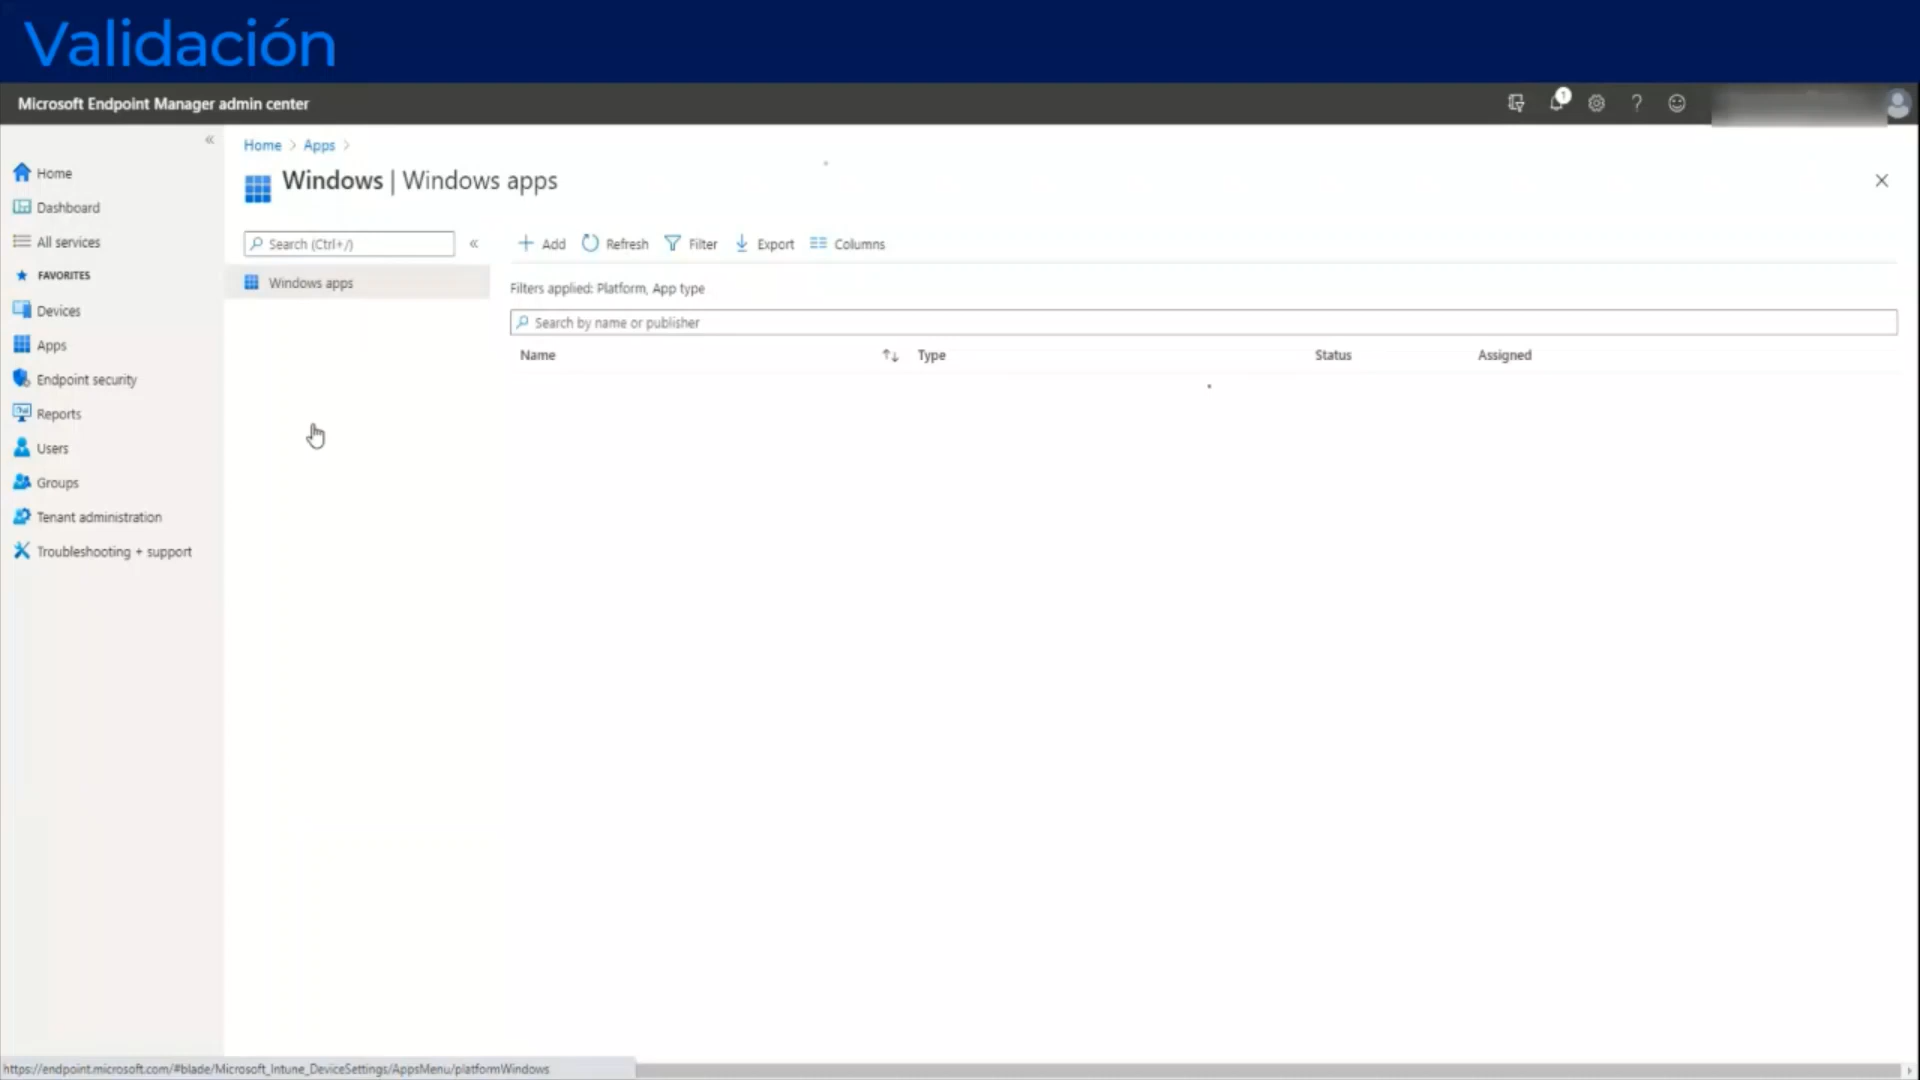 Validación
Microsoft Endpoint Manager admin center
1
Home > Apps >
Windows | Windows apps
Home
Dashboard
All services
FAVORITES
Devices
Apps
Endpoint security
Reports
Users
Groups
Tenant administration
Troubleshooting + support
Search (Ctrl+/)
Windows apps
Add Refresh Filter Export Columns
Filters applied: Platform, App type
Search by name or publisher
Name Type Status Assigned
https://endpoint.microsoft.com/#blade/Microsoft_Intune_DeviceSettings/AppsMenu/platformWindows